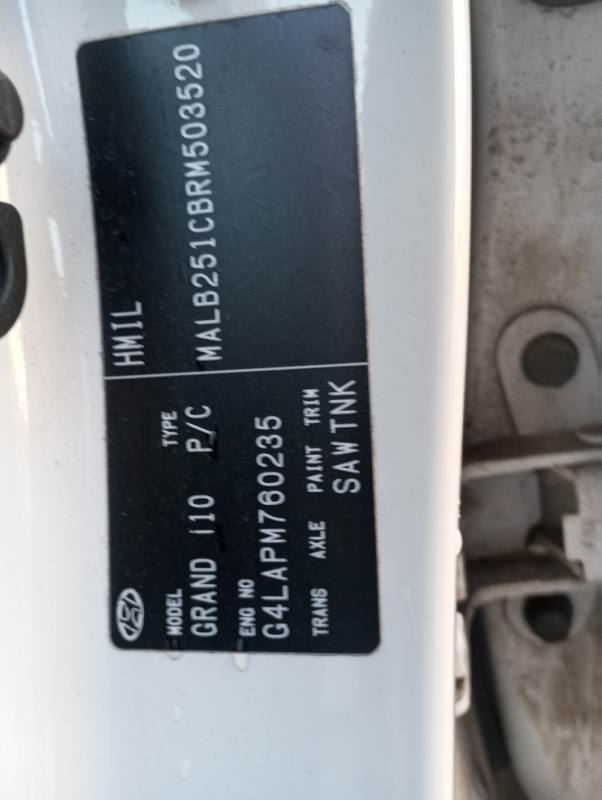 HMIL
MALB251CBRM503520
MODEL TYPE
GRAND i10 P/C
ENG NO
G4LAPM760235
TRANS AXLE PAINT TRIM
SAW TNK